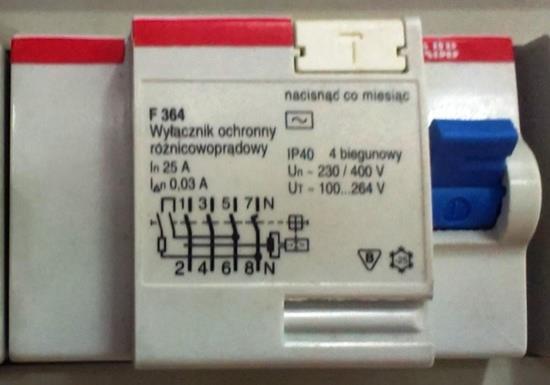 T
nacisnąć co miesiąc
F 364
Wyłącznik ochronny
różnicowoprądowy
In 25 A
I∆n 0,03 A
IP40 4 biegunowy
Un ~ 230 / 400 V
UT ~ 100...264 V
1 3 5 7 N
2 4 6 8 N
B
-25